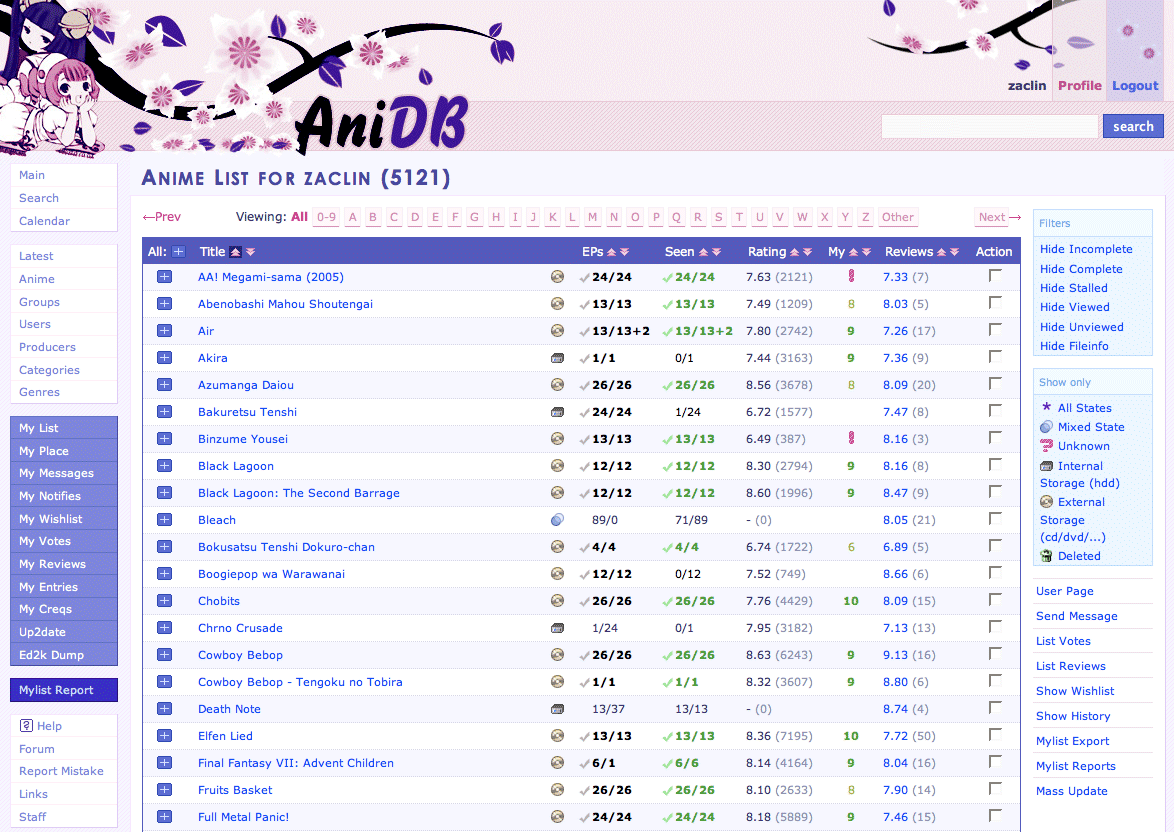 zaclin Profile Logout
AniDB
search
Main
Search
Calendar
Latest
Anime
Groups
Users
Producers
Categories
Genres
My List
My Place
My Messages
My Notifies
My Wishlist
My Votes
My Reviews
My Entries
My Creqs
Up2date
Ed2k Dump
Mylist Report
? Help
Forum
Report Mistake
Links
Staff
Anime List for zaclin (5121)
←Prev Viewing: All 0-9 A B C D E F G H I J K L M N O P Q R S T U V W X Y Z Other Next→
All: + Title EPs Seen Rating My Reviews Action
AA! Megami-sama (2005) 24/24 24/24 7.63 (2121) 7.33 (7)
Abenobashi Mahou Shoutengai 13/13 13/13 7.49 (1209) 8 8.03 (5)
Air 13/13+2 13/13+2 7.80 (2742) 9 7.26 (17)
Akira 1/1 0/1 7.44 (3163) 9 7.36 (9)
Azumanga Daiou 26/26 26/26 8.56 (3678) 8 8.09 (20)
Bakuretsu Tenshi 24/24 1/24 6.72 (1577) 7.47 (8)
Binzume Yousei 13/13 13/13 6.49 (387) 8.16 (3)
Black Lagoon 12/12 12/12 8.30 (2794) 9 8.16 (8)
Black Lagoon: The Second Barrage 12/12 12/12 8.60 (1996) 9 8.47 (9)
Bleach 89/0 71/89 - (0) 8.05 (21)
Bokusatsu Tenshi Dokuro-chan 4/4 4/4 6.74 (1722) 6 6.89 (5)
Boogiepop wa Warawanai 12/12 0/12 7.52 (749) 8.66 (6)
Chobits 26/26 26/26 7.76 (4429) 10 8.09 (15)
Chrno Crusade 1/24 0/1 7.95 (3182) 7.13 (13)
Cowboy Bebop 26/26 26/26 8.63 (6243) 9 9.13 (16)
Cowboy Bebop - Tengoku no Tobira 1/1 1/1 8.32 (3607) 9 8.80 (6)
Death Note 13/37 13/13 - (0) 8.74 (4)
Elfen Lied 13/13 13/13 8.36 (7195) 10 7.72 (50)
Final Fantasy VII: Advent Children 6/1 6/6 8.14 (4164) 9 8.04 (16)
Fruits Basket 26/26 26/26 8.10 (2633) 8 7.90 (14)
Full Metal Panic! 24/24 24/24 8.18 (5889) 9 7.46 (15)
Filters
Hide Incomplete
Hide Complete
Hide Stalled
Hide Viewed
Hide Unviewed
Hide Fileinfo
Show only
* All States
Mixed State
? Unknown
Internal
Storage (hdd)
External
Storage
(cd/dvd/...)
Deleted
User Page
Send Message
List Votes
List Reviews
Show Wishlist
Show History
Mylist Export
Mylist Reports
Mass Update